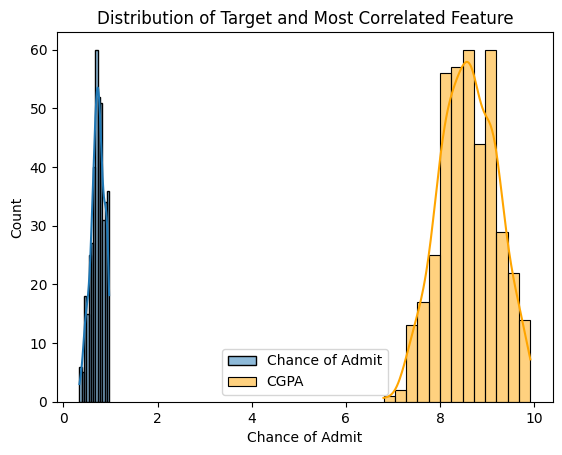 Distribution of Target and Most Correlated Feature
60
50
40
30
20
10
0
Count
Chance of Admit
CGPA
0 2 4 6 8 10
Chance of Admit